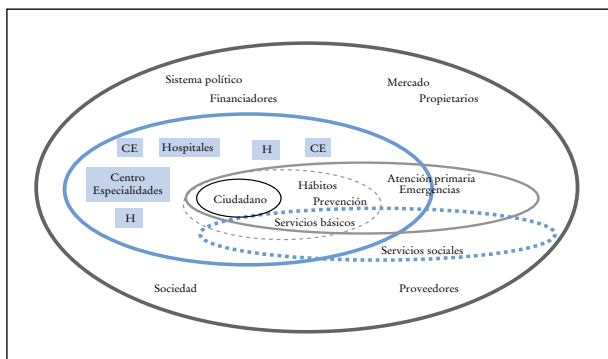 Sistema político
Mercado
Financiadores
Propietarios
CE
Hospitales
H
CE
Centro
Especialidades
Atención primaria
Emergencias
Hábitos
Ciudadano
Prevención
H
Servicios básicos
Servicios sociales
Sociedad
Proveedores